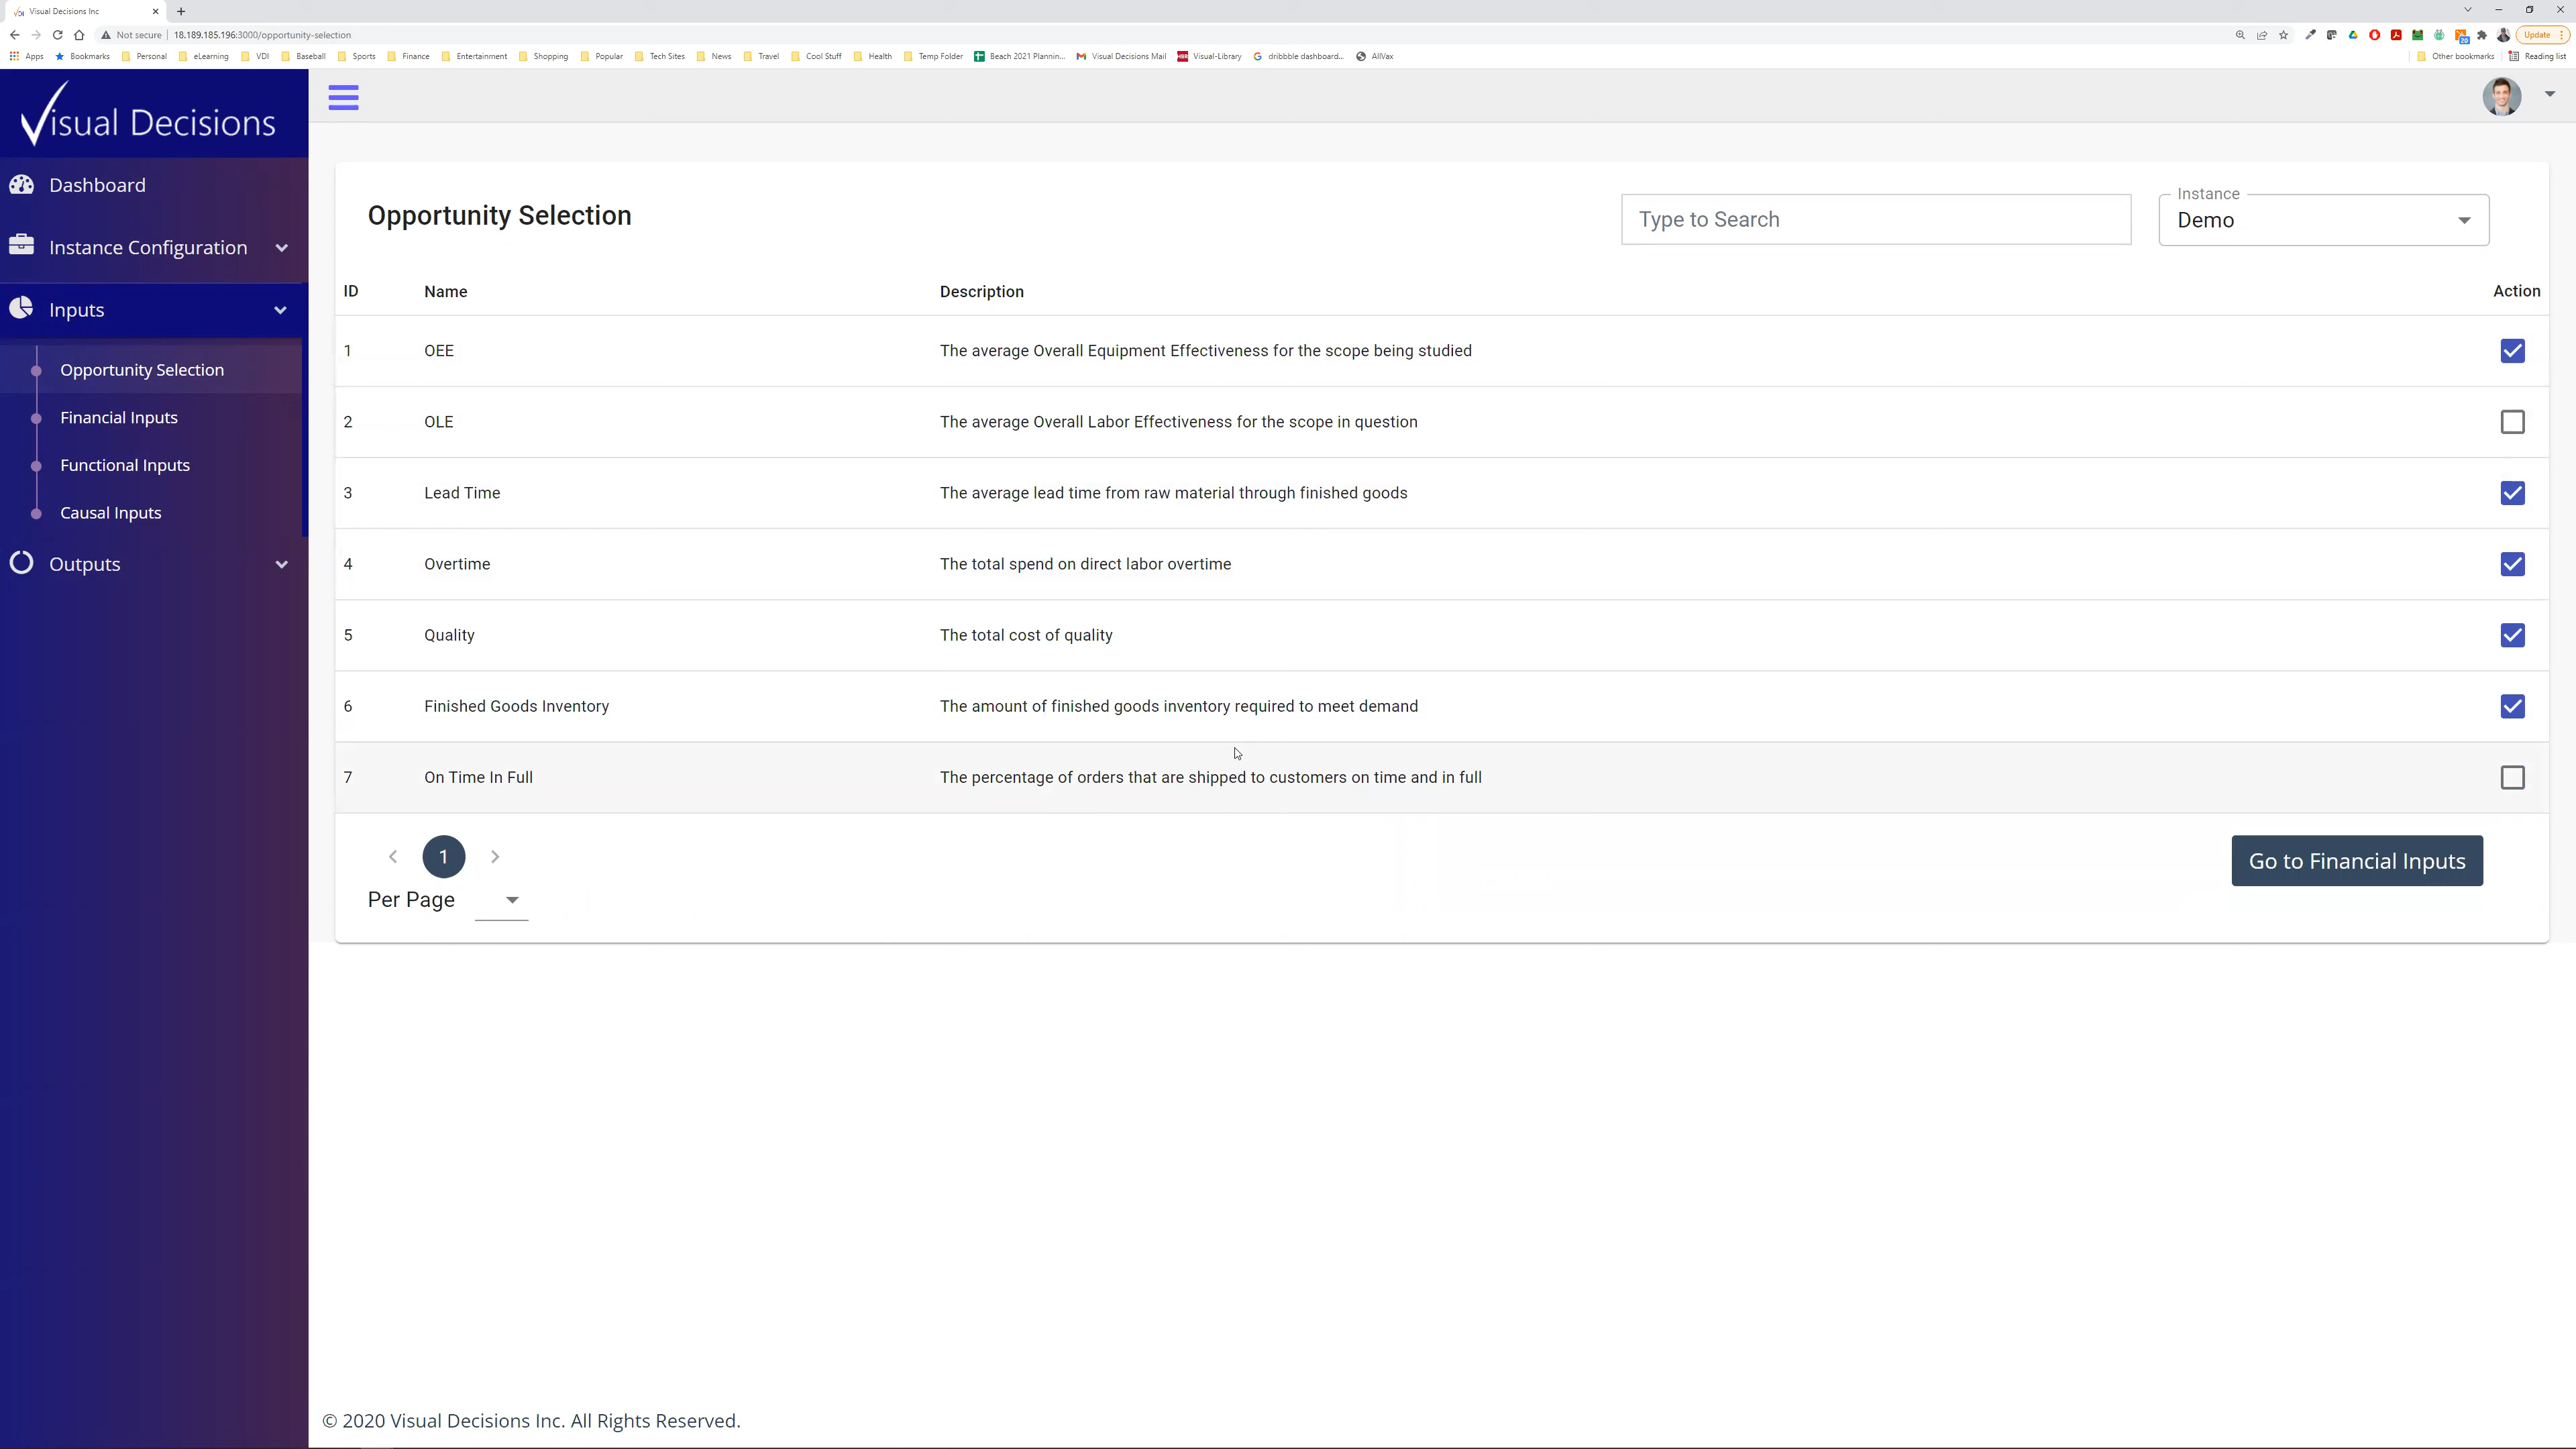 Visual Decisions Inc
Not secure 18.189.185.196:3000/opportunity-selection
Update
Apps Bookmarks Personal eLearning VDI Baseball Sports Finance Entertainment Shopping Popular Tech Sites News Travel Cool Stuff Health Temp Folder Beach 2021 Plannin... Visual Decisions Mail Visual-Library dribbble dashboard... AllVax Other bookmarks Reading list
Visual Decisions
Dashboard
Instance Configuration
Inputs
Opportunity Selection
Financial Inputs
Functional Inputs
Causal Inputs
Outputs
Opportunity Selection
Type to Search
Instance
Demo
ID Name Description Action
1 OEE The average Overall Equipment Effectiveness for the scope being studied
2 OLE The average Overall Labor Effectiveness for the scope in question
3 Lead Time The average lead time from raw material through finished goods
4 Overtime The total spend on direct labor overtime
5 Quality The total cost of quality
6 Finished Goods Inventory The amount of finished goods inventory required to meet demand
7 On Time In Full The percentage of orders that are shipped to customers on time and in full
1
Go to Financial Inputs
Per Page
© 2020 Visual Decisions Inc. All Rights Reserved.